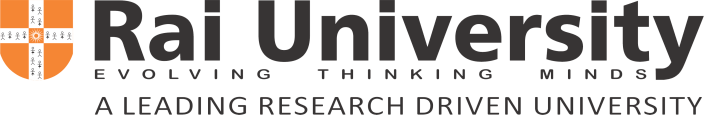 Rai University
EVOLVING THINKING MINDS
A LEADING RESEARCH DRIVEN UNIVERSITY